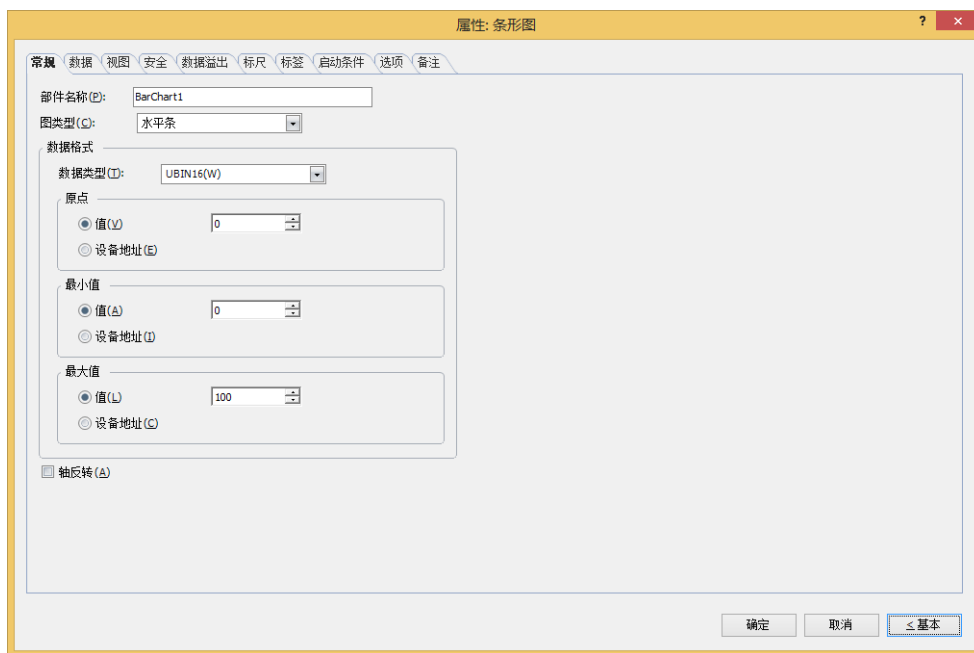 属性: 条形图
?
常规 数据 视图 安全 数据溢出 标尺 标签 启动条件 选项 备注
部件名称(P): BarChart1
图类型(C): 水平条
数据格式
数据类型(T): UBIN16(W)
原点
值(V) 0
设备地址(E)
最小值
值(A) 0
设备地址(I)
最大值
值(L) 100
设备地址(C)
轴反转(A)
确定 取消 <基本